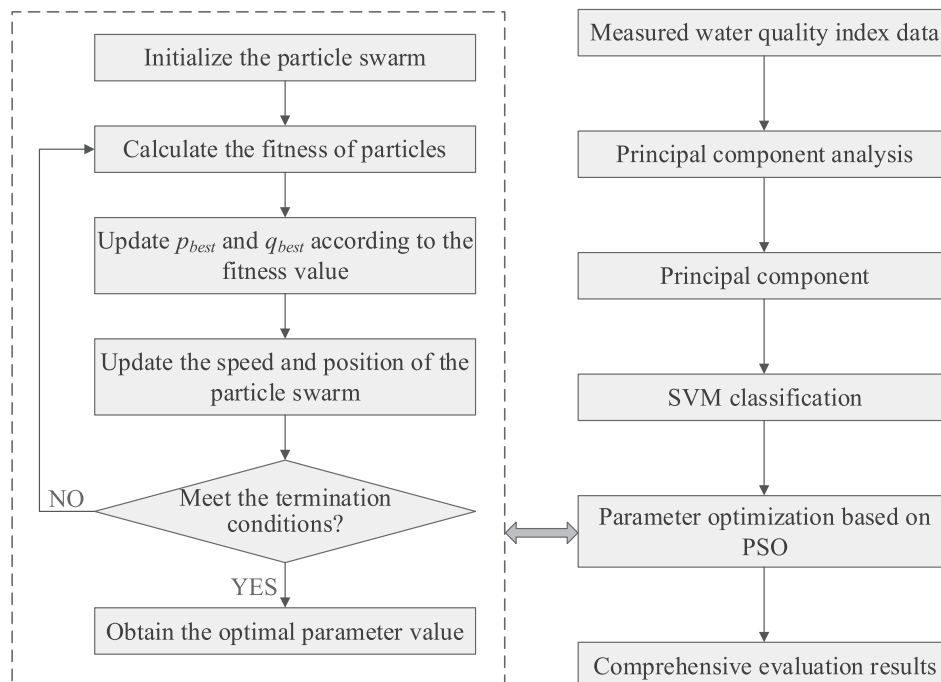 Initialize the particle swarm
Calculate the fitness of particles
Update pbest and qbest according to the
fitness value
Update the speed and position of the
particle swarm
Meet the termination
conditions?
NO
YES
Obtain the optimal parameter value
Measured water quality index data
Principal component analysis
Principal component
SVM classification
Parameter optimization based on
PSO
Comprehensive evaluation results